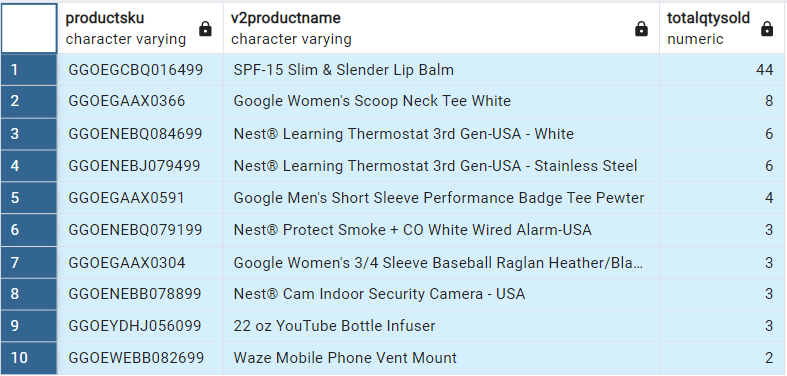 productsku v2productname totalqtysold
character varying character varying numeric
1 GGOEGCBQ016499 SPF-15 Slim & Slender Lip Balm 44
2 GGOEGAAX0366 Google Women's Scoop Neck Tee White 8
3 GGOENEBQ084699 Nest® Learning Thermostat 3rd Gen-USA - White 6
4 GGOENEBJ079499 Nest® Learning Thermostat 3rd Gen-USA - Stainless Steel 6
5 GGOEGAAX0591 Google Men's Short Sleeve Performance Badge Tee Pewter 4
6 GGOENEBQ079199 Nest® Protect Smoke + CO White Wired Alarm-USA 3
7 GGOEGAAX0304 Google Women's 3/4 Sleeve Baseball Raglan Heather/Bla… 3
8 GGOENEBB078899 Nest® Cam Indoor Security Camera - USA 3
9 GGOEYDHJ056099 22 oz YouTube Bottle Infuser 3
10 GGOEWEBB082699 Waze Mobile Phone Vent Mount 2